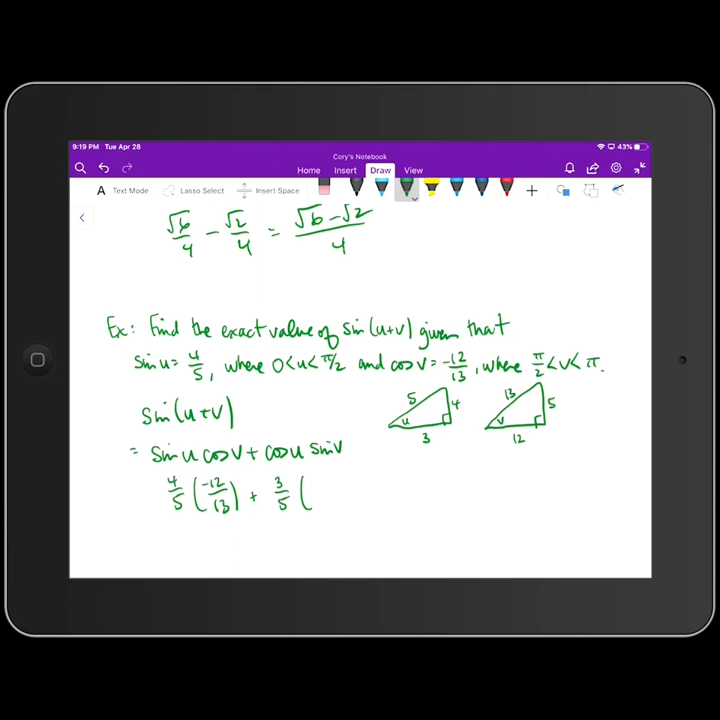 9:19 PM Tue Apr 28
43%
Cory's Notebook
Home Insert Draw View
A Text Mode Lasso Select Insert Space
√6/4 - √2/4 = (√6 - √2)/4
Ex: Find the exact value of sin(u+v) given that
sin u = 4/5, where 0<u<π/2 and cos v = -12/13, where π/2<v<π.
sin(u+v)
5 4 u 3
13 5 v 12
= sin u cos v + cos u sin v
4/5 (-12/13) + 3/5 (